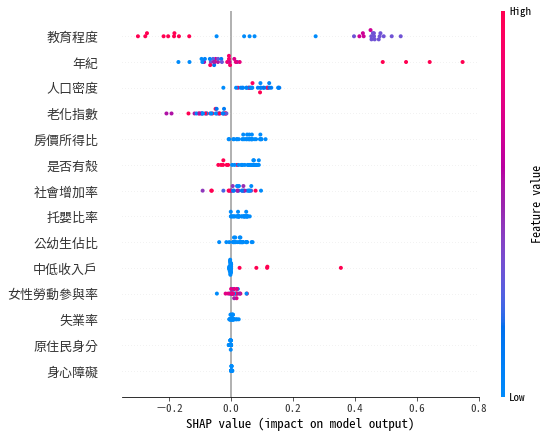 High
教育程度
年紀
人口密度
老化指數
房價所得比
是否有殼
社會增加率
托嬰比率
公幼生佔比
中低收入戶
女性勞動參與率
失業率
原住民身分
身心障礙
Feature value
Low
−0.2 0.0 0.2 0.4 0.6 0.8
SHAP value (impact on model output)